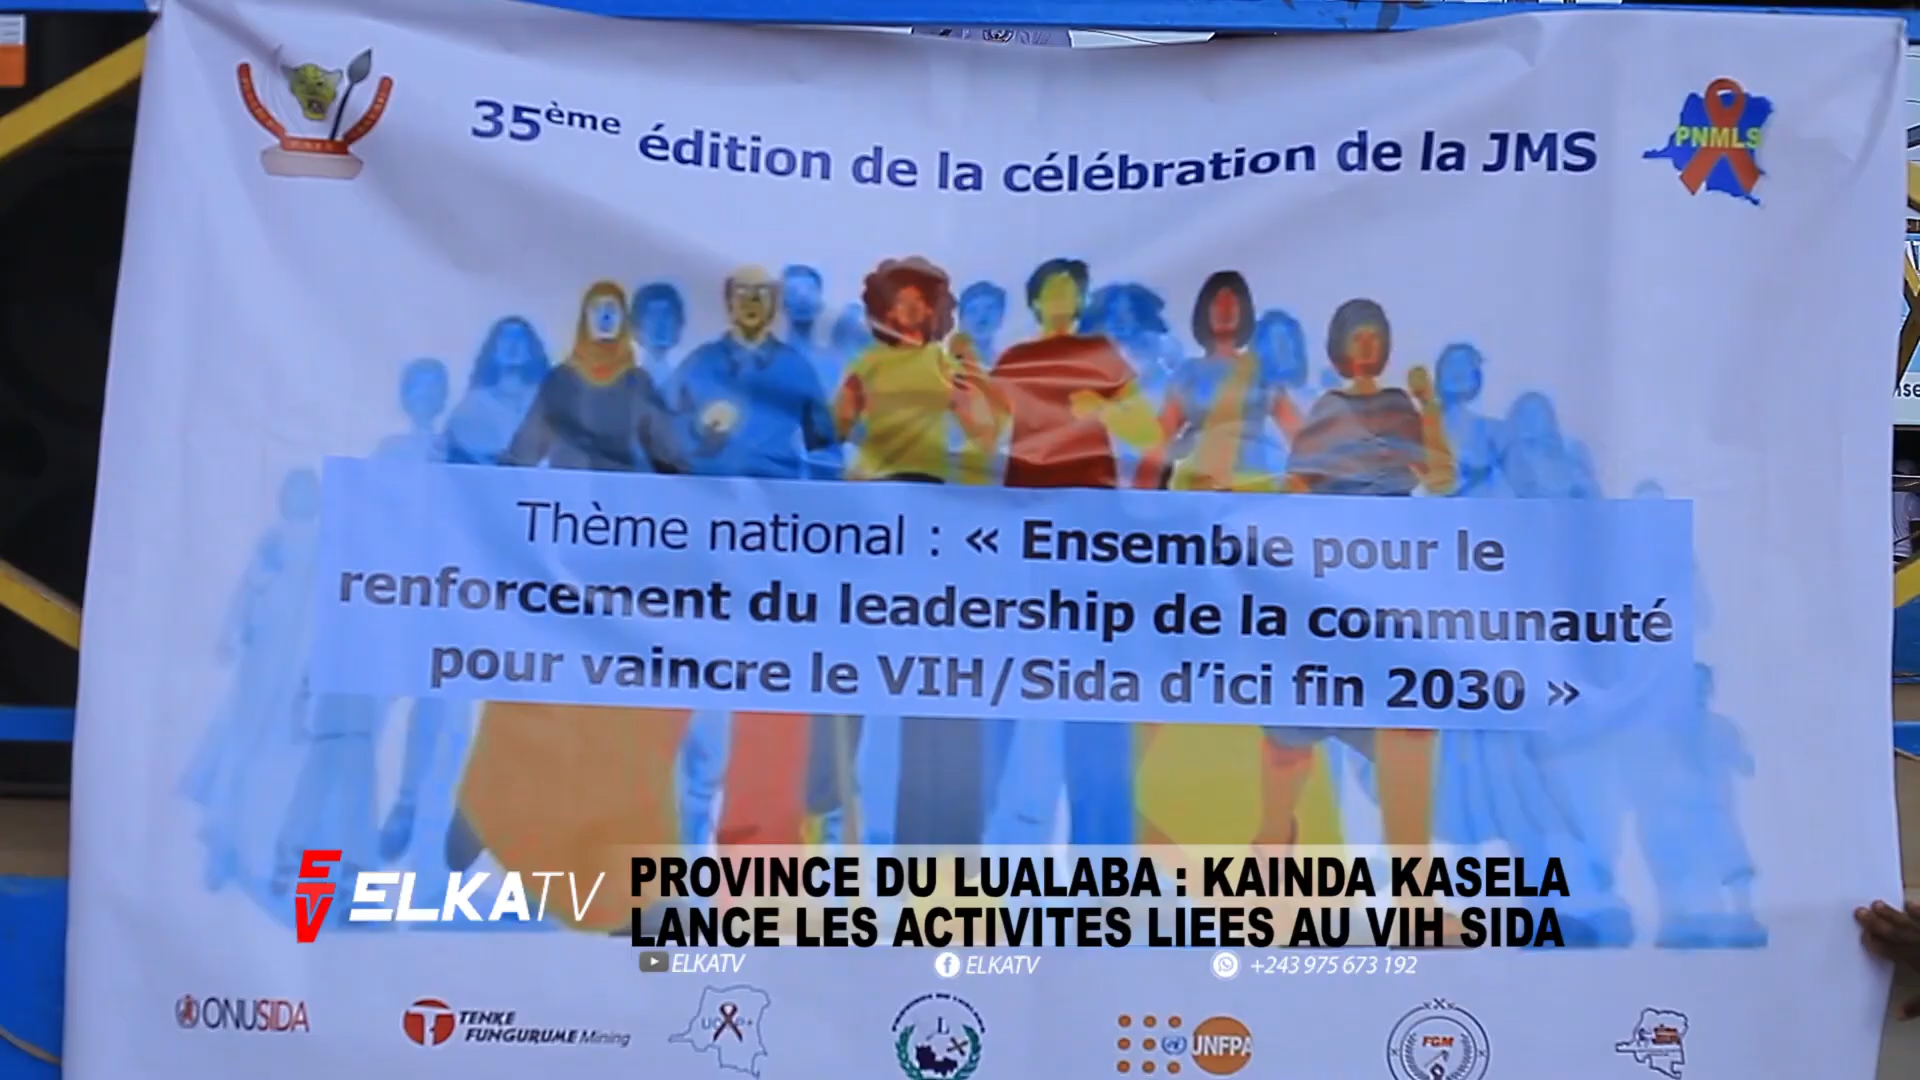 35ème édition de la célébration de la JMS
PNMLS
Thème national : « Ensemble pour le
renforcement du leadership de la communauté
pour vaincre le VIH/Sida d'ici fin 2030 »
ELKATV
PROVINCE DU LUALABA : KAINDA KASELA
LANCE LES ACTIVITES LIEES AU VIH SIDA
ELKATV
ELKATV
+243 975 673 192
ONUSIDA
TENKE
FUNGURUME Mining
L
UNFPA
FGM